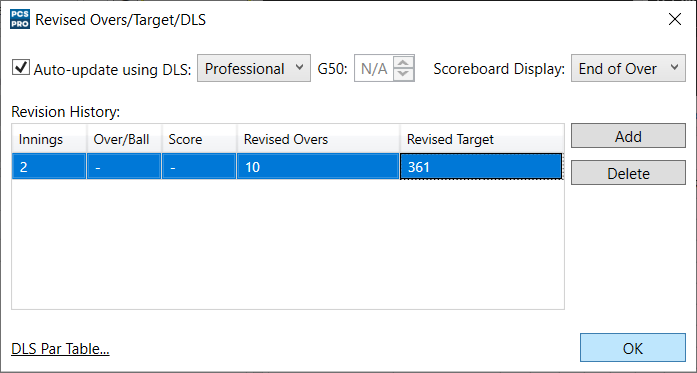 PCS PRO Revised Overs/Target/DLS
Auto-update using DLS: Professional G50: N/A Scoreboard Display: End of Over
Revision History:
Innings Over/Ball Score Revised Overs Revised Target Add
2 - - 10 361 Delete
DLS Par Table... OK